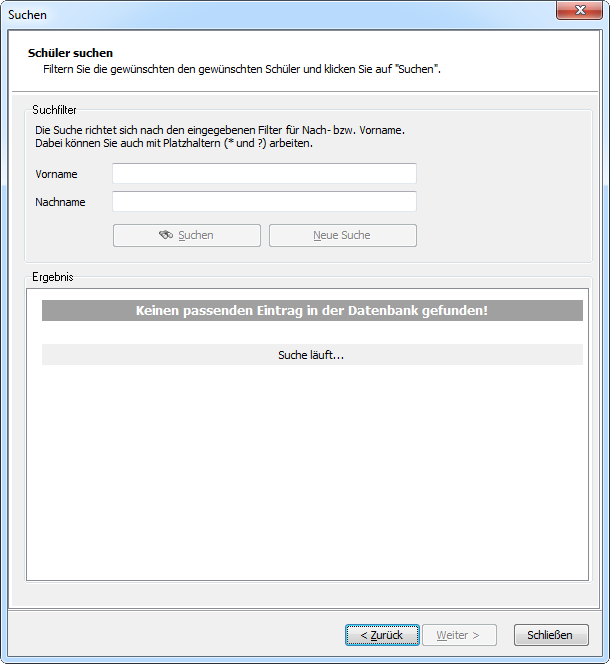 Suchen
Schüler suchen
Filtern Sie die gewünschten den gewünschten Schüler und klicken Sie auf "Suchen".
Suchfilter
Die Suche richtet sich nach den eingegebenen Filter für Nach- bzw. Vorname.
Dabei können Sie auch mit Platzhaltern (* und ?) arbeiten.
Vorname
Nachname
Suchen
Neue Suche
Ergebnis
Keinen passenden Eintrag in der Datenbank gefunden!
Suche läuft...
< Zurück
Weiter >
Schließen